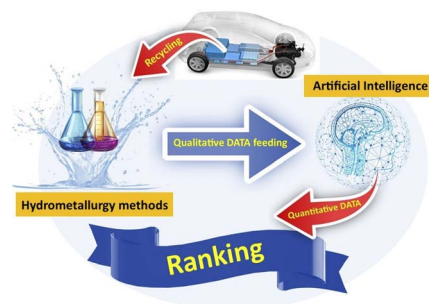 Recycling
Artificial Intelligence
Qualitative DATA feeding
Hydrometallurgy methods
Quantitative DATA
Ranking